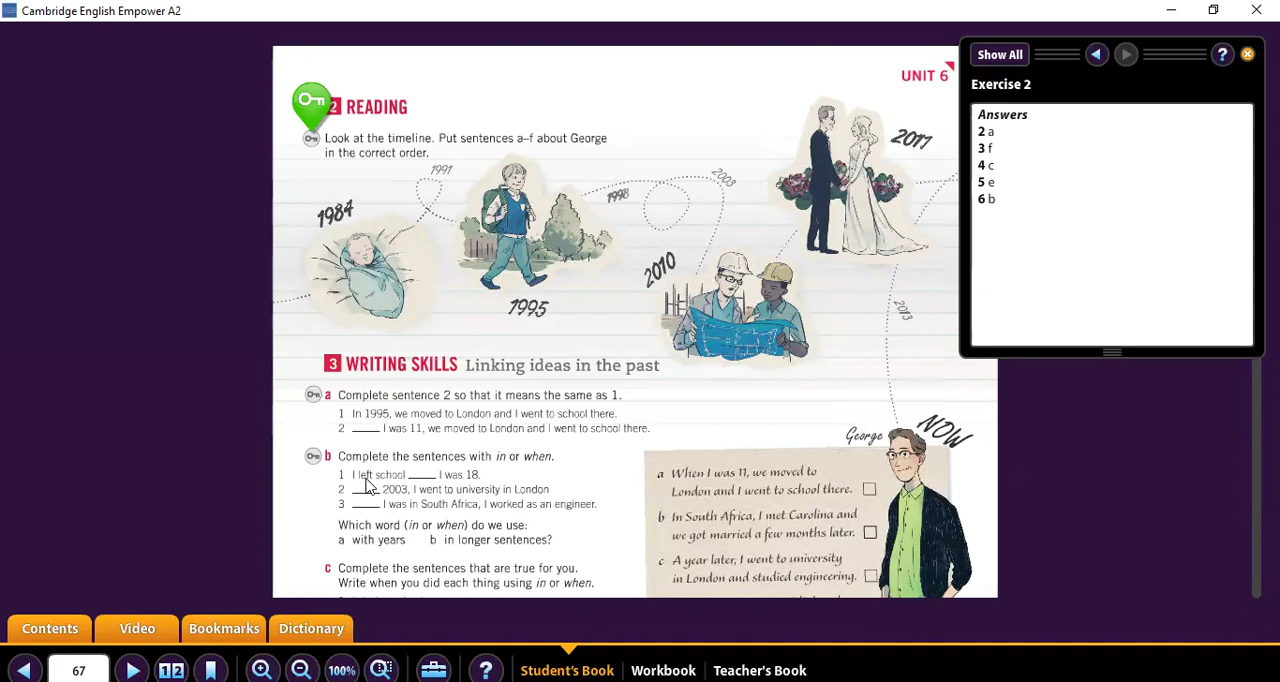 Cambridge English Empower A2
UNIT 6
2 READING
Look at the timeline. Put sentences a–f about George
in the correct order.
1984
1991
1995
1998
2003
2010
2011
2013
NOW
George
3 WRITING SKILLS Linking ideas in the past
a Complete sentence 2 so that it means the same as 1.
1 In 1995, we moved to London and I went to school there.
2 ____ I was 11, we moved to London and I went to school there.
b Complete the sentences with in or when.
1 I left school ____ I was 18.
2 ____ 2003, I went to university in London
3 ____ I was in South Africa, I worked as an engineer.
Which word (in or when) do we use:
a with years b in longer sentences?
c Complete the sentences that are true for you.
Write when you did each thing using in or when.
a When I was 11, we moved to
London and I went to school there.
b In South Africa, I met Carolina and
we got married a few months later.
c A year later, I went to university
in London and studied engineering.
Show All
?
Exercise 2
Answers
2 a
3 f
4 c
5 e
6 b
Contents
Video
Bookmarks
Dictionary
67
1 2
100%
?
Student's Book
Workbook
Teacher's Book